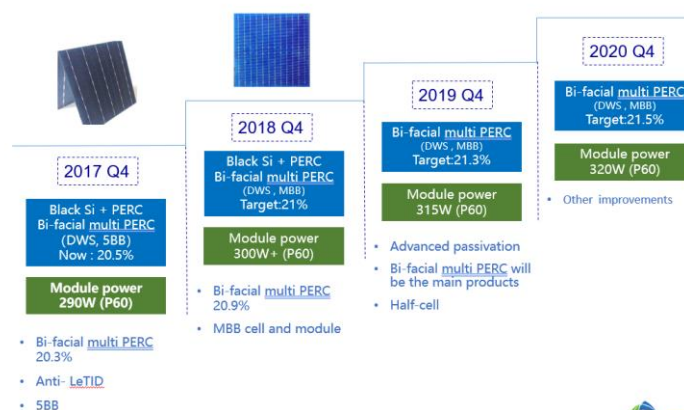 2017 Q4
Black Si + PERC
Bi-facial multi PERC
(DWS, 5BB)
Now : 20.5%
Module power
290W (P60)
• Bi-facial multi PERC
20.3%
• Anti- LeTID
• 5BB
2018 Q4
Black Si + PERC
Bi-facial multi PERC
(DWS , MBB)
Target:21%
Module power
300W+ (P60)
• Bi-facial multi PERC
20.9%
• MBB cell and module
2019 Q4
Bi-facial multi PERC
(DWS , MBB)
Target:21.3%
Module power
315W (P60)
• Advanced passivation
• Bi-facial multi PERC will
be the main products
• Half-cell
2020 Q4
Bi-facial multi PERC
(DWS , MBB)
Target:21.5%
Module power
320W (P60)
• Other improvements